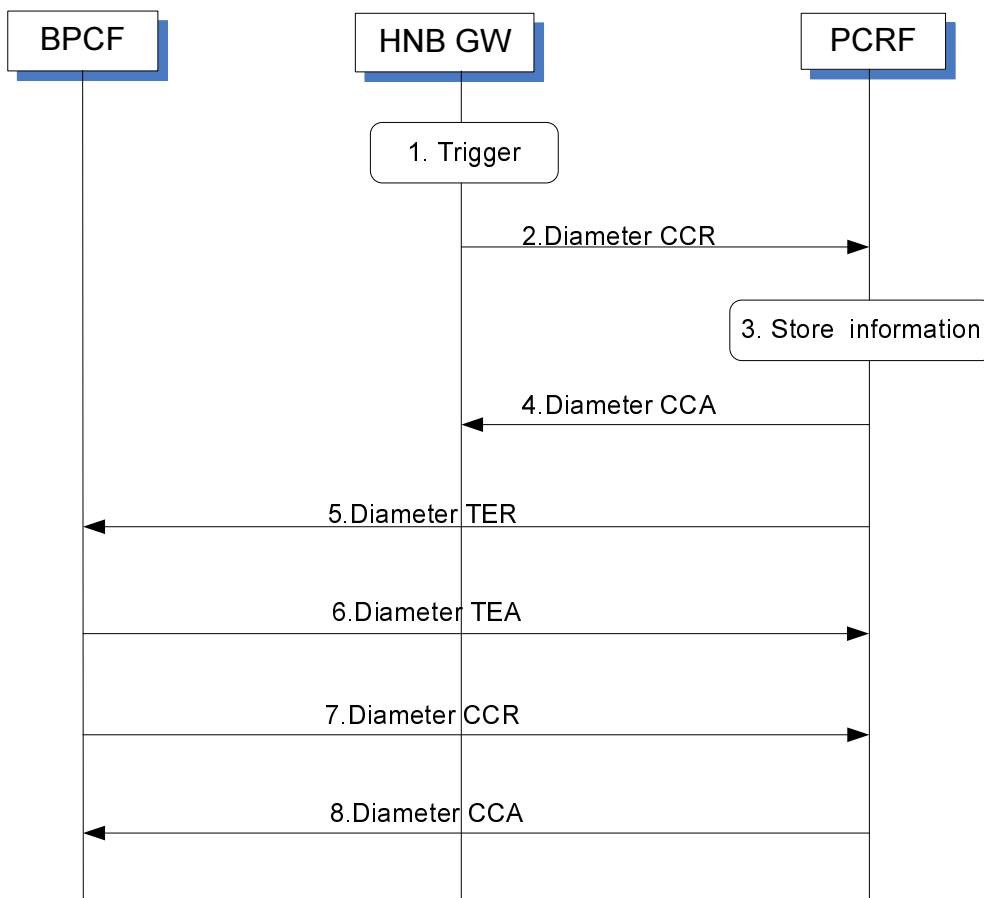 BPCF
HNB GW
PCRF
1. Trigger
2.Diameter CCR
3. Store information
4.Diameter CCA
5.Diameter TER
6.Diameter TEA
7.Diameter CCR
8.Diameter CCA